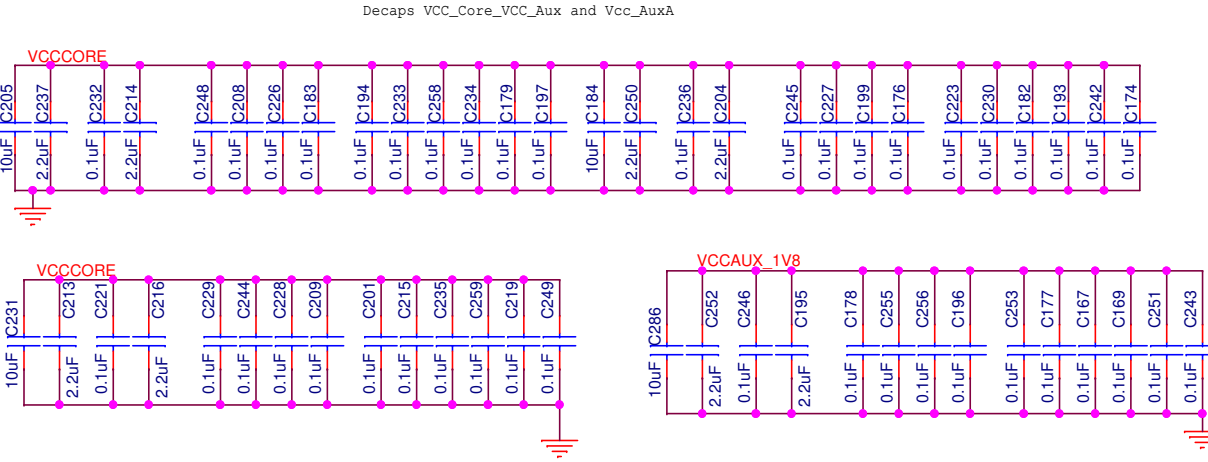 Decaps VCC_Core_VCC_Aux and Vcc_AuxA
VCCCORE
C205 C237 C232 C214 C248 C208 C226 C183 C194 C233 C258 C234 C179 C197 C184 C250 C236 C204 C245 C227 C199 C176 C223 C230 C182 C193 C242 C174
10uF 2.2uF 0.1uF 2.2uF 0.1uF 0.1uF 0.1uF 0.1uF 0.1uF 0.1uF 0.1uF 0.1uF 0.1uF 0.1uF 10uF 2.2uF 0.1uF 2.2uF 0.1uF 0.1uF 0.1uF 0.1uF 0.1uF 0.1uF 0.1uF 0.1uF 0.1uF 0.1uF
VCCCORE
C231 C213 C221 C216 C229 C244 C228 C209 C201 C215 C235 C259 C219 C249
10uF 2.2uF 0.1uF 2.2uF 0.1uF 0.1uF 0.1uF 0.1uF 0.1uF 0.1uF 0.1uF 0.1uF 0.1uF 0.1uF
VCCAUX_1V8
C286 C252 C246 C195 C178 C255 C256 C196 C253 C177 C167 C169 C251 C243
10uF 2.2uF 0.1uF 2.2uF 0.1uF 0.1uF 0.1uF 0.1uF 0.1uF 0.1uF 0.1uF 0.1uF 0.1uF 0.1uF